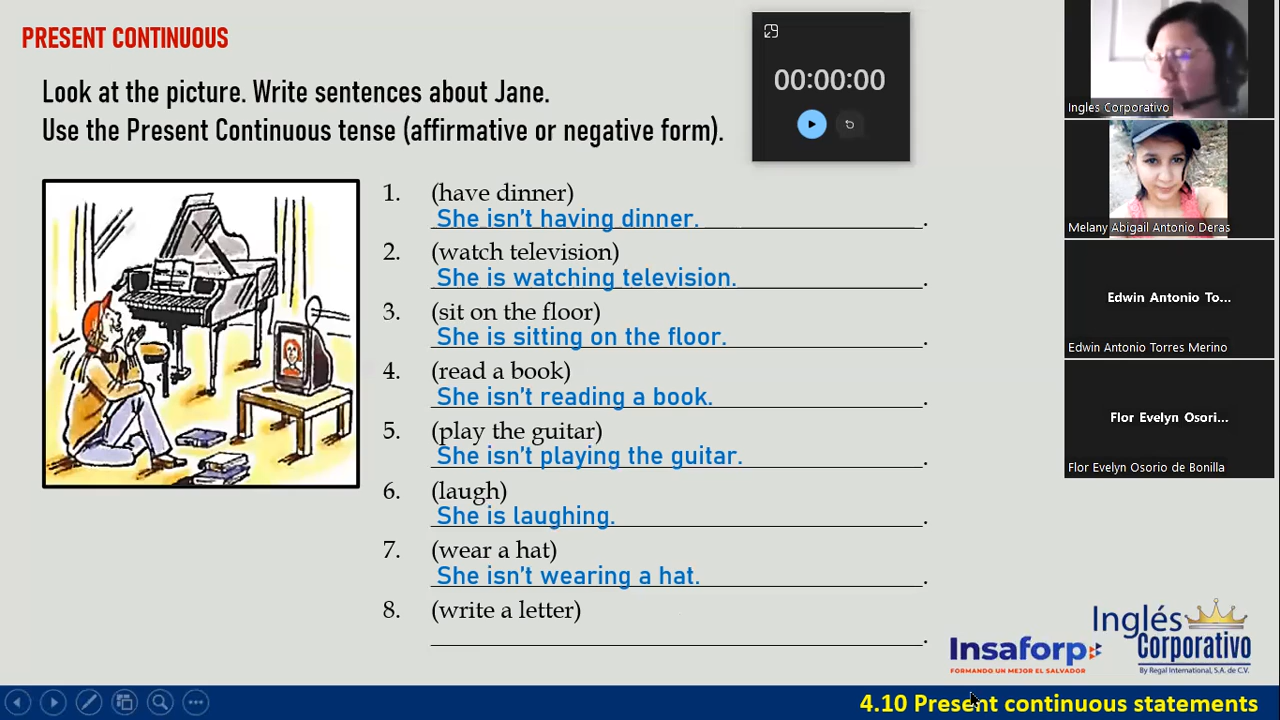 PRESENT CONTINUOUS
Look at the picture. Write sentences about Jane.
Use the Present Continuous tense (affirmative or negative form).
00:00:00
1. (have dinner)
She isn't having dinner. .
2. (watch television)
She is watching television. .
3. (sit on the floor)
She is sitting on the floor. .
4. (read a book)
She isn't reading a book. .
5. (play the guitar)
She isn't playing the guitar. .
6. (laugh)
She is laughing. .
7. (wear a hat)
She isn't wearing a hat. .
8. (write a letter)
.
Ingles Corporativo
Melany Abigail Antonio Deras
Edwin Antonio To...
Edwin Antonio Torres Merino
Flor Evelyn Osori...
Flor Evelyn Osorio de Bonilla
Insaforp
FORMANDO UN MEJOR EL SALVADOR
Inglés
Corporativo
By Regal International, S.A. de C.V.
4.10 Present continuous statements